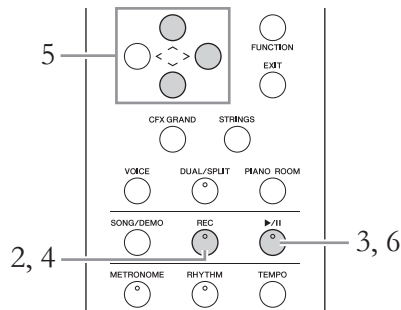 5
FUNCTION
EXIT
CFX GRAND STRINGS
VOICE DUAL/SPLIT PIANO ROOM
SONG/DEMO REC ►/II
2, 4
3, 6
METRONOME RHYTHM TEMPO